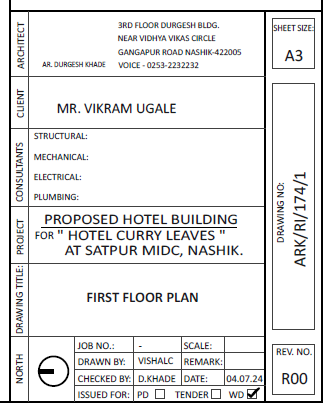 ARCHITECT
3RD FLOOR DURGESH BLDG.
NEAR VIDHYA VIKAS CIRCLE
GANGAPUR ROAD NASHIK-422005
AR. DURGESH KHADE VOICE - 0253-2232232
SHEET SIZE:
A3
CLIENT
MR. VIKRAM UGALE
CONSULTANTS
STRUCTURAL:
MECHANICAL:
ELECTRICAL:
PLUMBING:
DRAWING NO:
ARK/RI/174/1
PROJECT
PROPOSED HOTEL BUILDING
FOR " HOTEL CURRY LEAVES "
AT SATPUR MIDC, NASHIK.
DRAWING TITLE:
FIRST FLOOR PLAN
NORTH
JOB NO.: - SCALE:
DRAWN BY: VISHALC REMARK:
CHECKED BY: D.KHADE DATE: 04.07.24
ISSUED FOR: PD TENDER WD
REV. NO.
R00